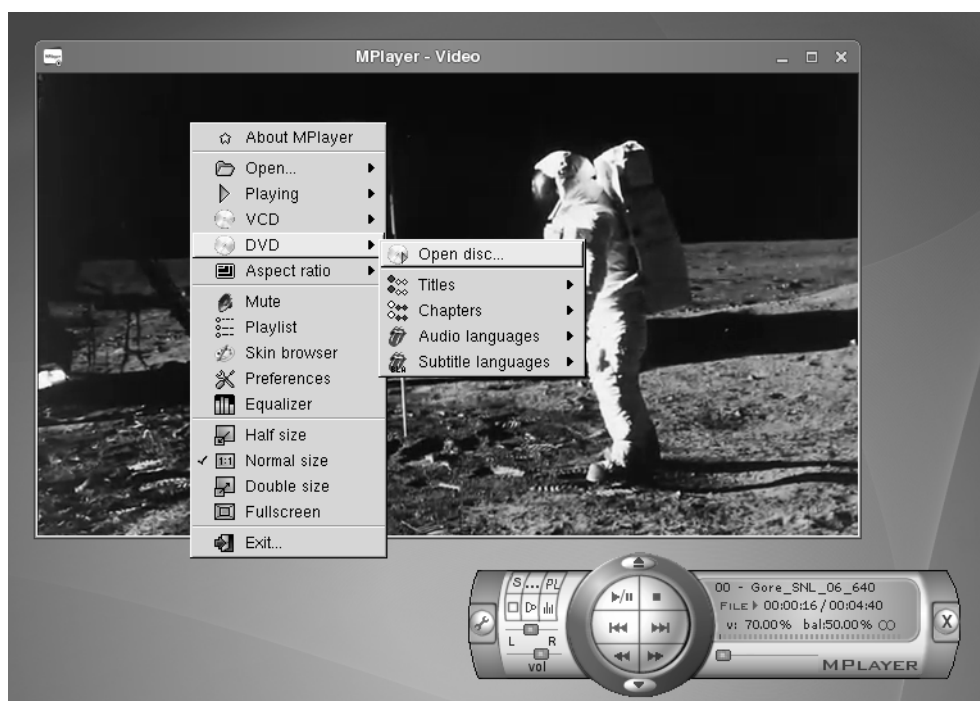 MPlayer - Video
About MPlayer
Open...
Playing
VCD
DVD
Aspect ratio
Mute
Playlist
Skin browser
Preferences
Equalizer
Half size
1:1 Normal size
Double size
Fullscreen
Exit...
Open disc...
Titles
Chapters
Audio languages
Subtitle languages
S... PL
L R
vol
00 - Gore_SNL_06_640
FILE 00:00:16/00:04:40
v: 70.00% bal:50.00%
X
MPLAYER